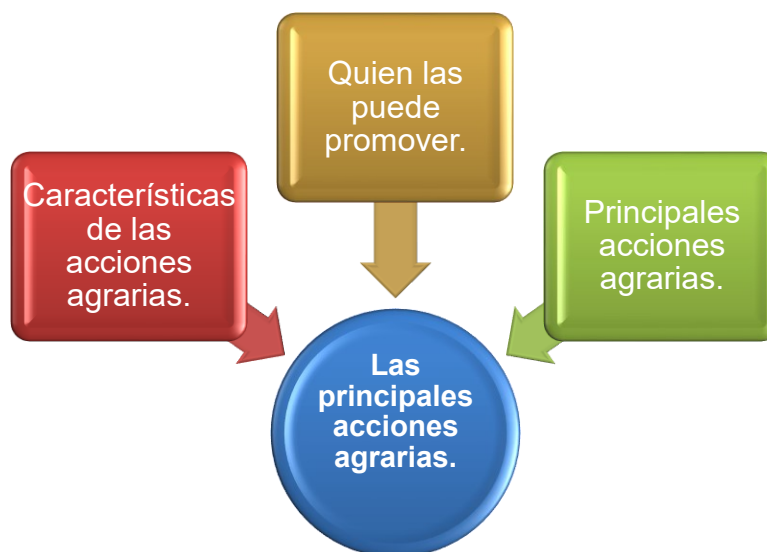 Quien las
puede
promover.
Características
de las
acciones
agrarias.
Principales
acciones
agrarias.
Las
principales
acciones
agrarias.